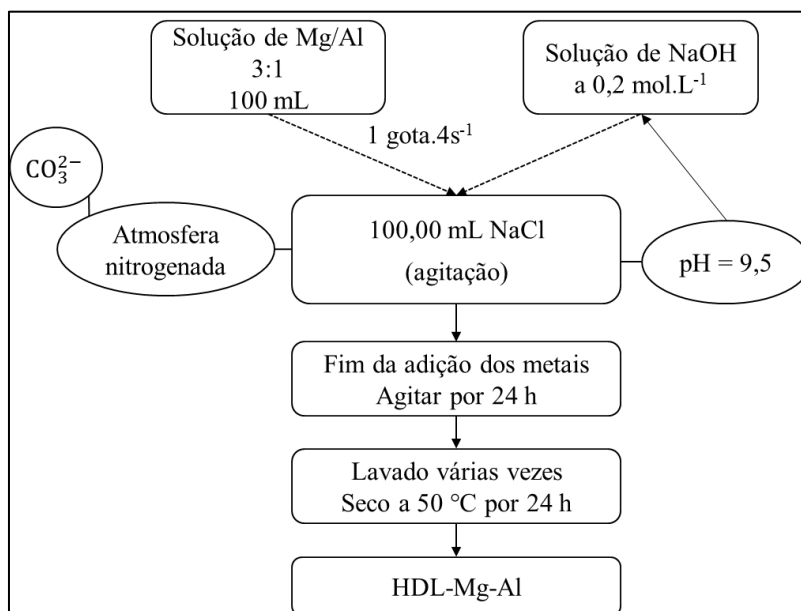 Solução de Mg/Al
3:1
100 mL
Solução de NaOH
a 0,2 mol.L⁻¹
1 gota.4s⁻¹
CO₃²⁻
Atmosfera
nitrogenada
100,00 mL NaCl
(agitação)
pH = 9,5
Fim da adição dos metais
Agitar por 24 h
Lavado várias vezes
Seco a 50 °C por 24 h
HDL-Mg-Al